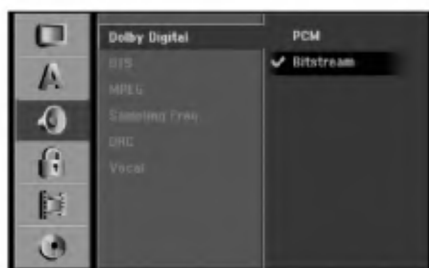 Dolby Digital
DTS
MPEG
Sampling Freq.
DRC
Vocal
PCM
Bitstream